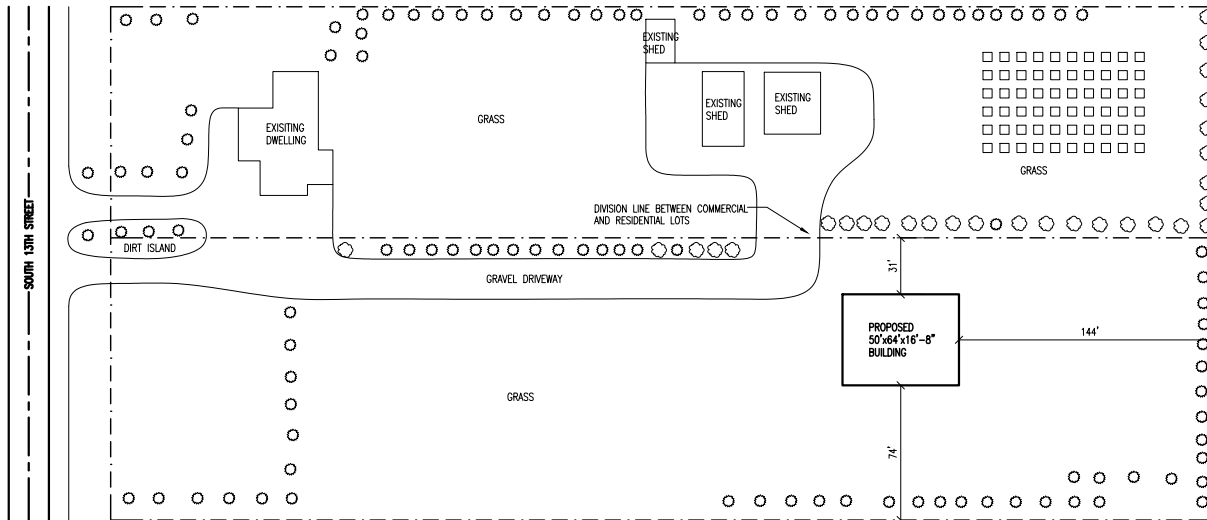 EXISTING
SHED
EXISTING
SHED
EXISTING
SHED
GRASS
EXISITING
DWELLING
GRASS
SOUTH 13TH STREET
DIVISION LINE BETWEEN COMMERCIAL
AND RESIDENTIAL LOTS
DIRT ISLAND
GRAVEL DRIVEWAY
31'
PROPOSED
50'x64'x16'-8"
BUILDING
144'
GRASS
74'